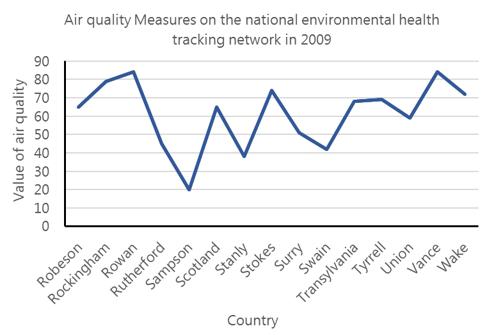 Air quality Measures on the national environmental health
tracking network in 2009
Value of air quality
90
80
70
60
50
40
30
20
10
0
Robeson
Rockingham
Rowan
Rutherford
Sampson
Scotland
Stanly
Stokes
Surry
Swain
Transylvania
Tyrrell
Union
Vance
Wake
Country